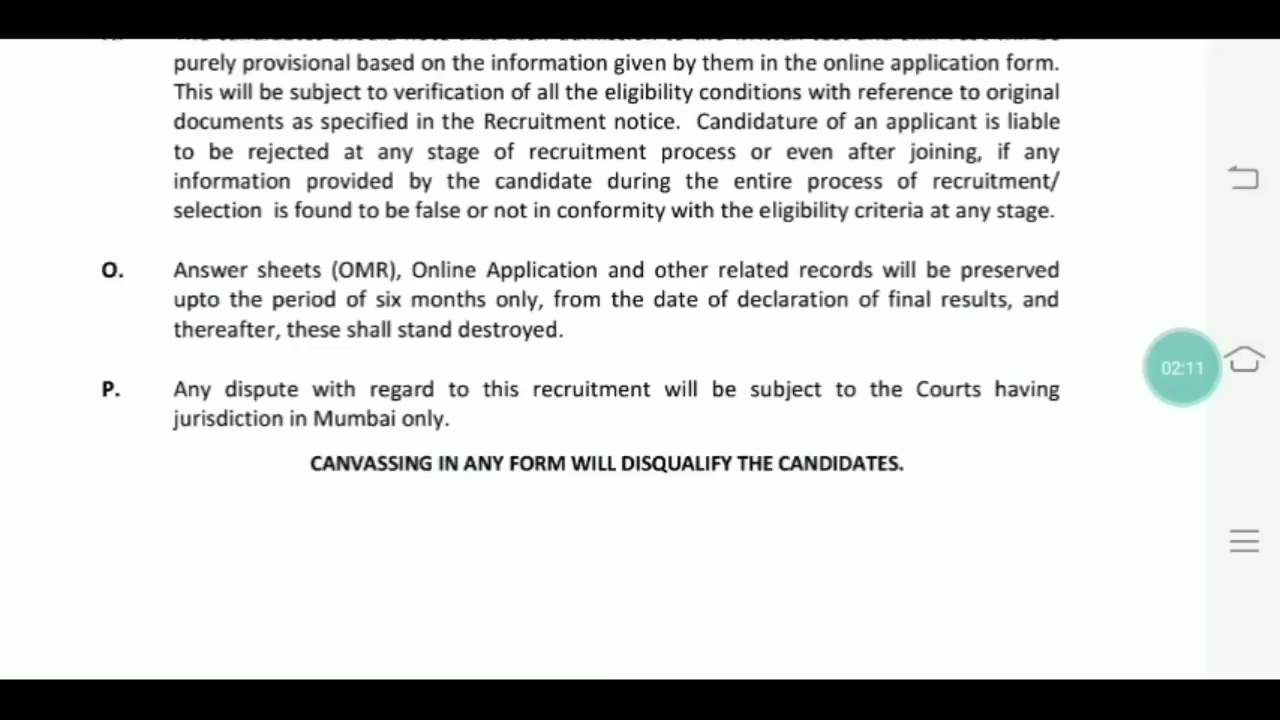 purely provisional based on the information given by them in the online application form.
This will be subject to verification of all the eligibility conditions with reference to original
documents as specified in the Recruitment notice. Candidature of an applicant is liable
to be rejected at any stage of recruitment process or even after joining, if any
information provided by the candidate during the entire process of recruitment/
selection is found to be false or not in conformity with the eligibility criteria at any stage.
O. Answer sheets (OMR), Online Application and other related records will be preserved
upto the period of six months only, from the date of declaration of final results, and
thereafter, these shall stand destroyed.
02:11
P. Any dispute with regard to this recruitment will be subject to the Courts having
jurisdiction in Mumbai only.
CANVASSING IN ANY FORM WILL DISQUALIFY THE CANDIDATES.